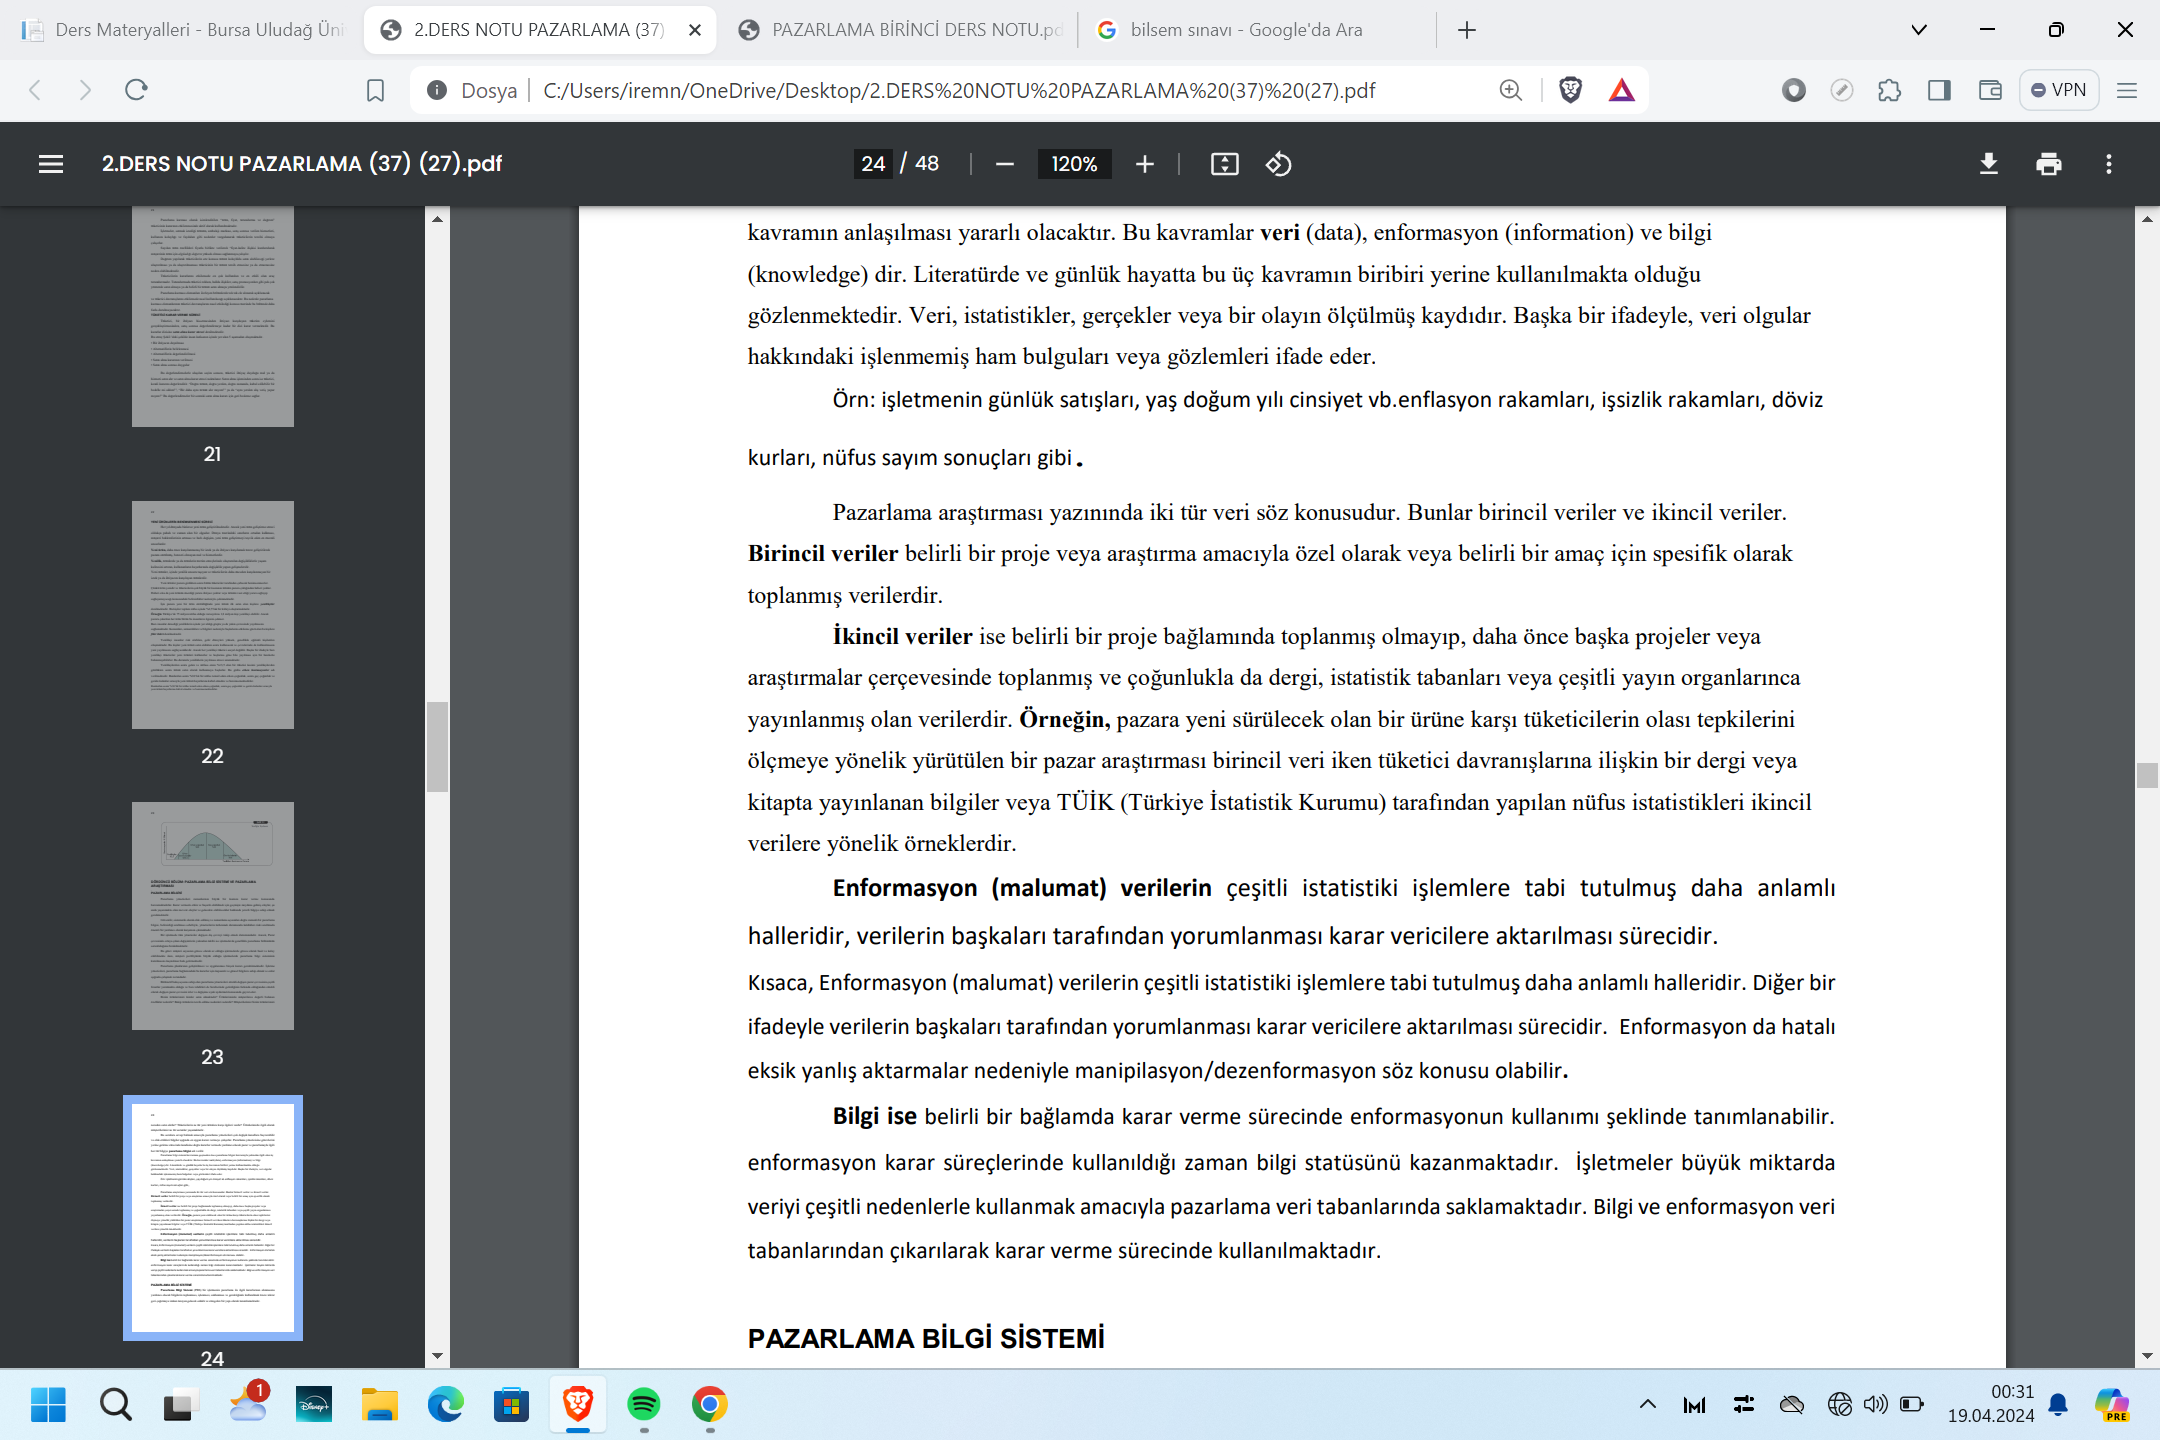 Ders Materyalleri - Bursa Uludağ Üni
2.DERS NOTU PAZARLAMA (37)
PAZARLAMA BİRİNCİ DERS NOTU.pd
bilsem sınavı - Google'da Ara
Dosya
C:/Users/iremn/OneDrive/Desktop/2.DERS%20NOTU%20PAZARLAMA%20(37)%20(27).pdf
VPN
2.DERS NOTU PAZARLAMA (37) (27).pdf
24 / 48
120%
21
22
23
24
kavramın anlaşılması yararlı olacaktır. Bu kavramlar veri (data), enformasyon (information) ve bilgi
(knowledge) dir. Literatürde ve günlük hayatta bu üç kavramın biribiri yerine kullanılmakta olduğu
gözlenmektedir. Veri, istatistikler, gerçekler veya bir olayın ölçülmüş kaydıdır. Başka bir ifadeyle, veri olgular
hakkındaki işlenmemiş ham bulguları veya gözlemleri ifade eder.
Örn: işletmenin günlük satışları, yaş doğum yılı cinsiyet vb.enflasyon rakamları, işsizlik rakamları, döviz
kurları, nüfus sayım sonuçları gibi.
Pazarlama araştırması yazınında iki tür veri söz konusudur. Bunlar birincil veriler ve ikincil veriler.
Birincil veriler belirli bir proje veya araştırma amacıyla özel olarak veya belirli bir amaç için spesifik olarak
toplanmış verilerdir.
İkincil veriler ise belirli bir proje bağlamında toplanmış olmayıp, daha önce başka projeler veya
araştırmalar çerçevesinde toplanmış ve çoğunlukla da dergi, istatistik tabanları veya çeşitli yayın organlarınca
yayınlanmış olan verilerdir. Örneğin, pazara yeni sürülecek olan bir ürüne karşı tüketicilerin olası tepkilerini
ölçmeye yönelik yürütülen bir pazar araştırması birincil veri iken tüketici davranışlarına ilişkin bir dergi veya
kitapta yayınlanan bilgiler veya TÜİK (Türkiye İstatistik Kurumu) tarafından yapılan nüfus istatistikleri ikincil
verilere yönelik örneklerdir.
Enformasyon (malumat) verilerin çeşitli istatistiki işlemlere tabi tutulmuş daha anlamlı
halleridir, verilerin başkaları tarafından yorumlanması karar vericilere aktarılması sürecidir.
Kısaca, Enformasyon (malumat) verilerin çeşitli istatistiki işlemlere tabi tutulmuş daha anlamlı halleridir. Diğer bir
ifadeyle verilerin başkaları tarafından yorumlanması karar vericilere aktarılması sürecidir. Enformasyon da hatalı
eksik yanlış aktarmalar nedeniyle manipilasyon/dezenformasyon söz konusu olabilir.
Bilgi ise belirli bir bağlamda karar verme sürecinde enformasyonun kullanımı şeklinde tanımlanabilir.
enformasyon karar süreçlerinde kullanıldığı zaman bilgi statüsünü kazanmaktadır. İşletmeler büyük miktarda
veriyi çeşitli nedenlerle kullanmak amacıyla pazarlama veri tabanlarında saklamaktadır. Bilgi ve enformasyon veri
tabanlarından çıkarılarak karar verme sürecinde kullanılmaktadır.
PAZARLAMA BİLGİ SİSTEMİ
1
Disney+
00:31
19.04.2024
PRE